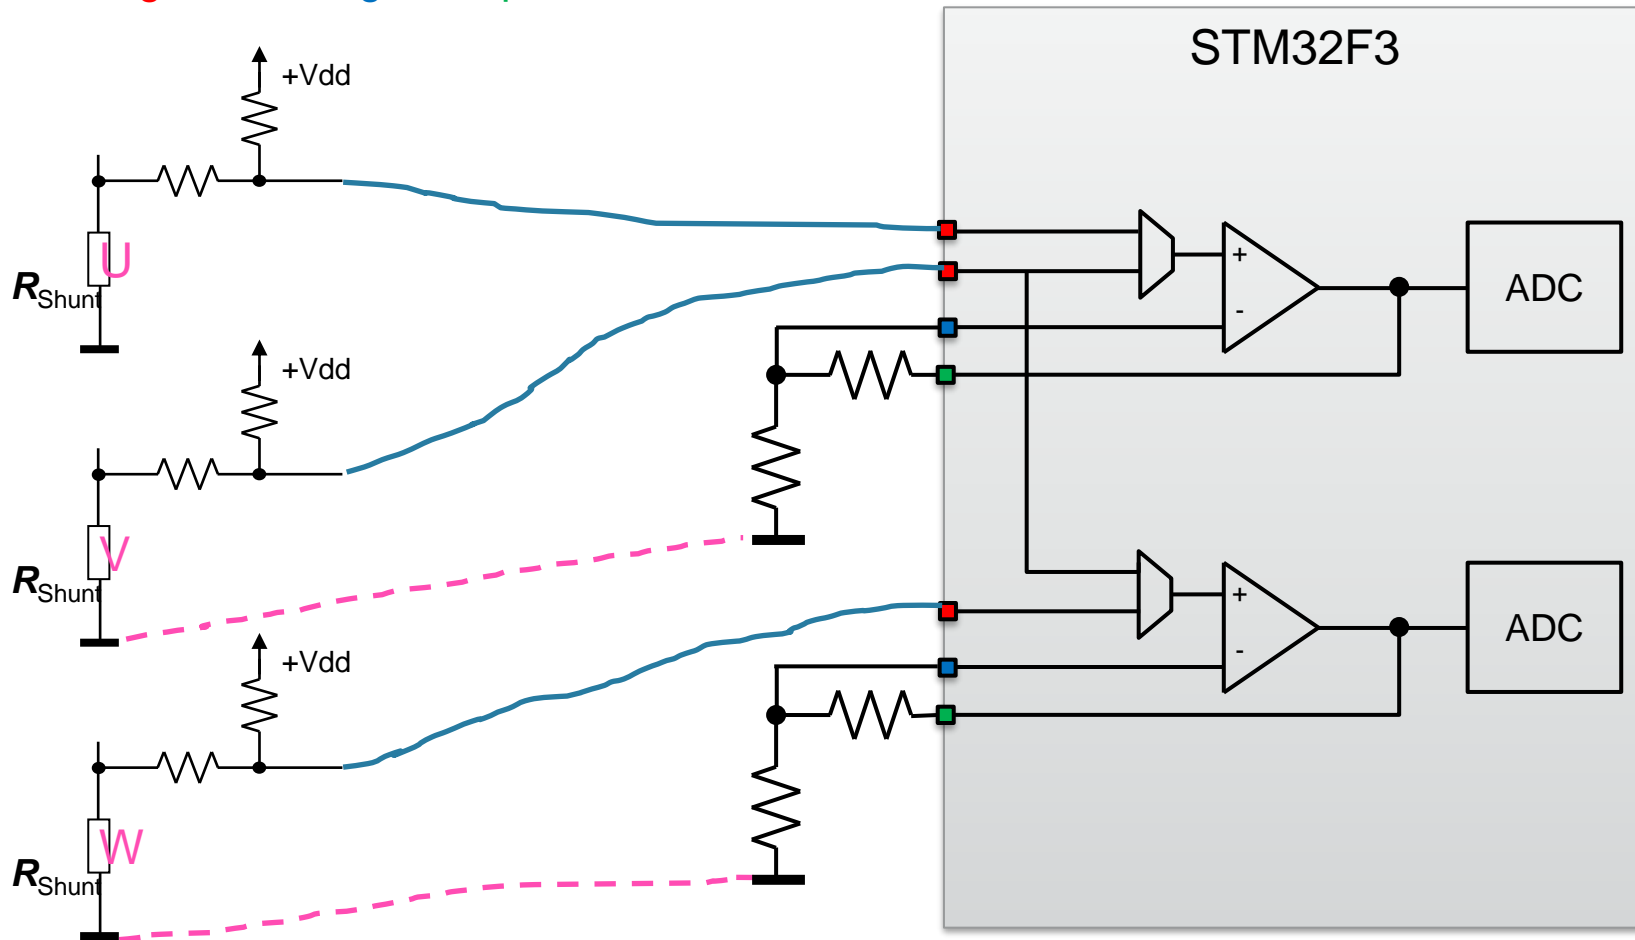 STM32F3
+Vdd
U
RShunt
+
-
ADC
+Vdd
V
RShunt
+Vdd
+
-
ADC
W
RShunt